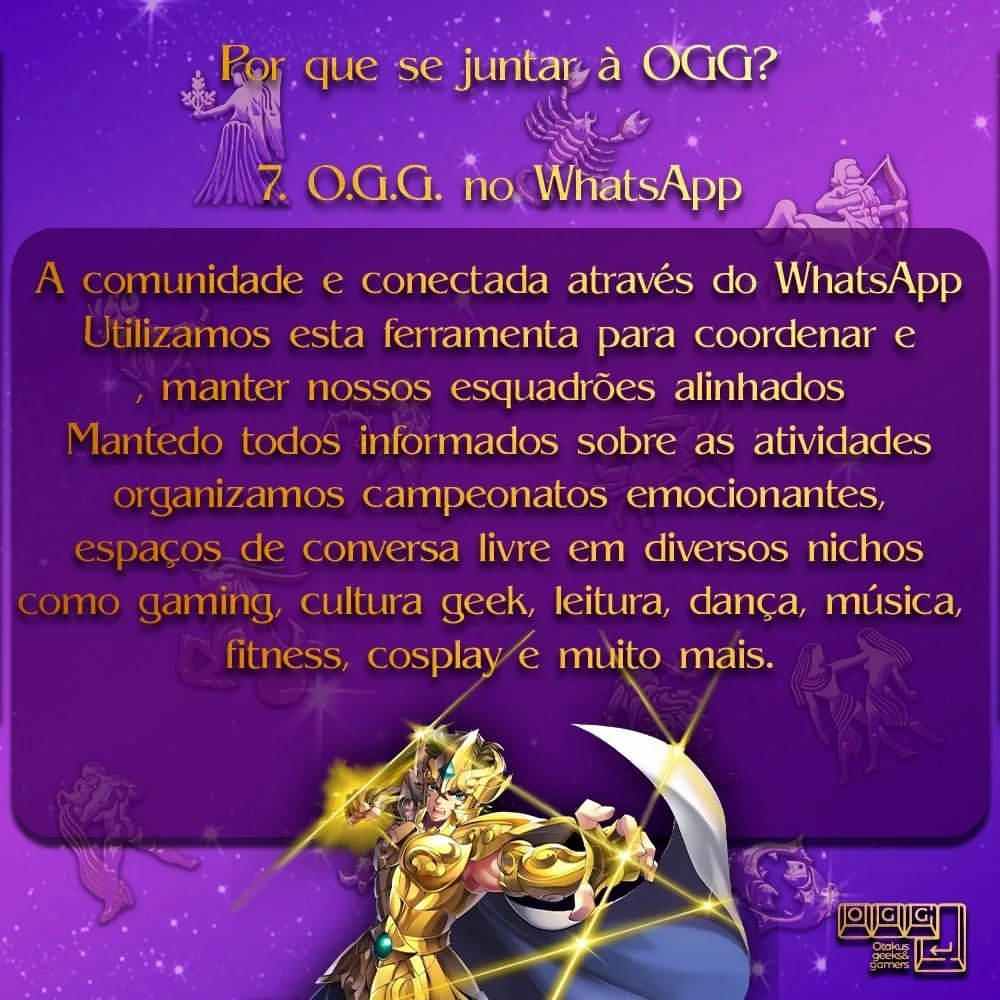 Por que se juntar à OGG?
7. O.G.G. no WhatsApp
A comunidade e conectada através do WhatsApp
Utilizamos esta ferramenta para coordenar e
, manter nossos esquadrões alinhados
Mantedo todos informados sobre as atividades
organizamos campeonatos emocionantes,
espaços de conversa livre em diversos nichos
como gaming, cultura geek, leitura, dança, música,
fitness, cosplay e muito mais.
OGG
Otakus
geeks&
gamers